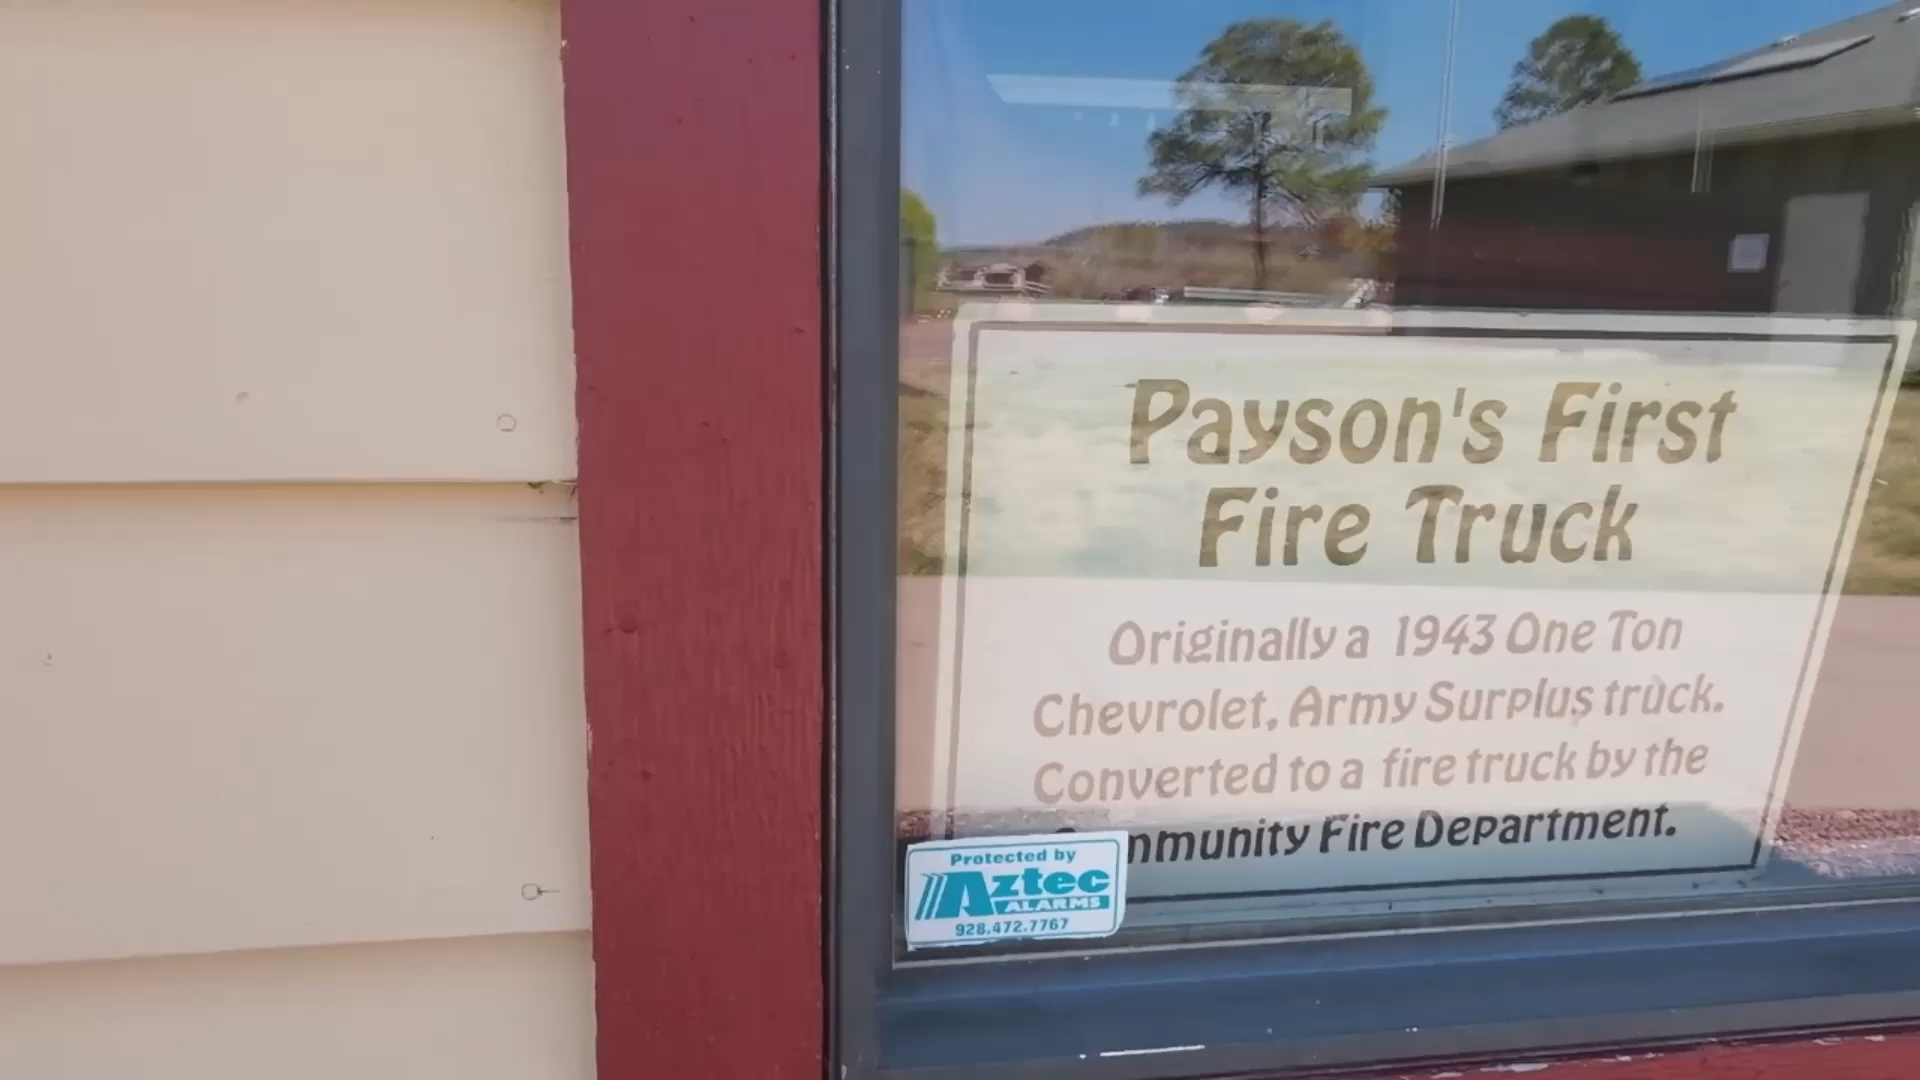 Payson's First
Fire Truck
Originally a 1943 One Ton
Chevrolet, Army Surplus truck.
Converted to a fire truck by the
Community Fire Department.
Protected by
Aztec
ALARMS
928.472.7767